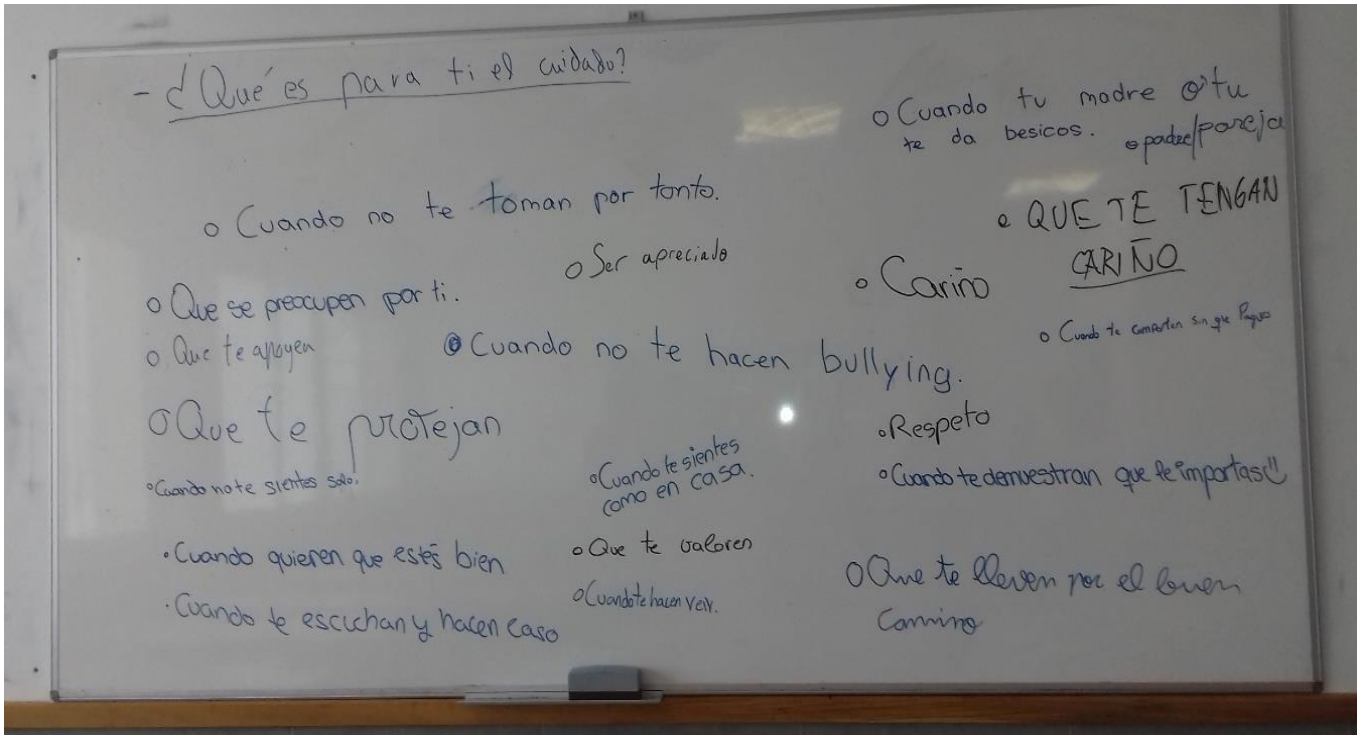 - ¿Qué es para ti el cuidado?
o Cuando tu madre o tu
te da besicos. o padre/pareja
o Cuando no te toman por tonto.
o QUE TE TENGAN
CARIÑO
o Ser apreciado
o Cariño
o Que se preocupen por ti.
o Cuando te comparten sin que Pagues
o Que te apoyen
o Cuando no te hacen bullying.
o Que te protejan
o Respeto
o Cuando no te sientes solo.
o Cuando te sientes
como en casa.
o Cuando te demuestran que le importas
· Cuando quieren que estés bien
o Que te valoren
o Que te lleven por el buen
Camino
· Cuando te escuchan y hacen caso
o Cuando te hacen reir.